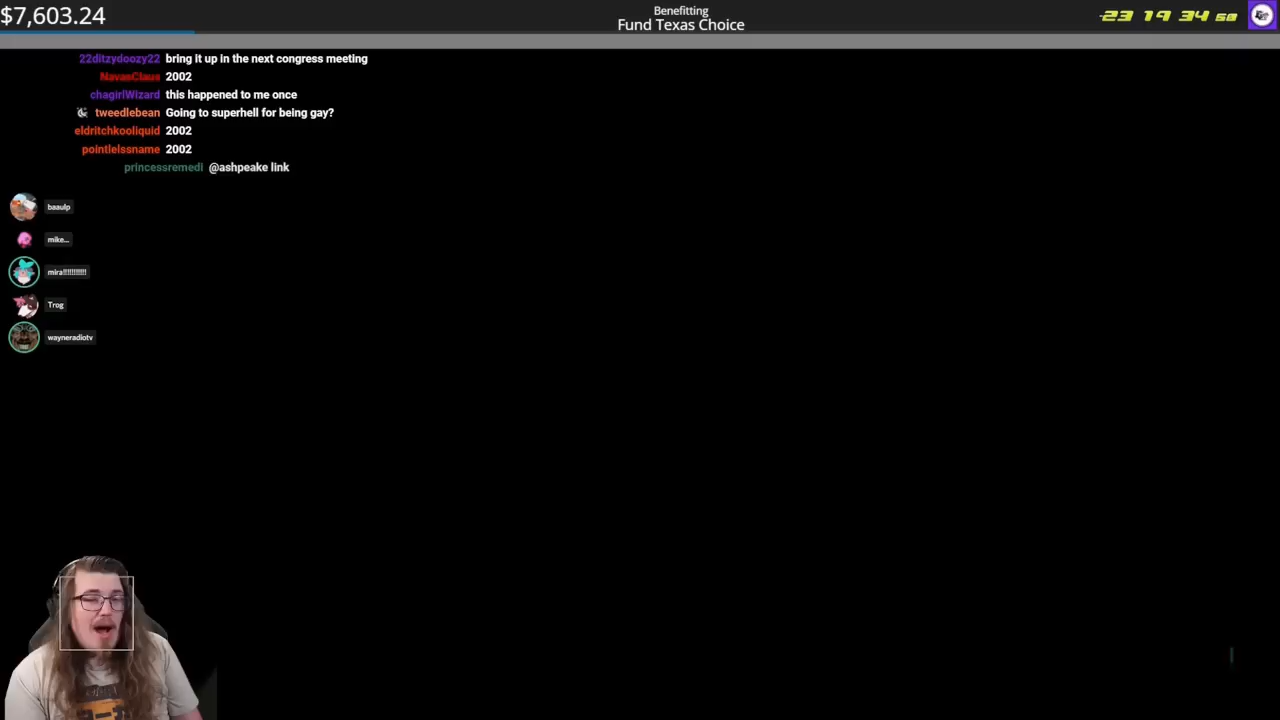 $7,603.24
Benefitting
Fund Texas Choice
-23 19 34 58
22ditzydoozy22 bring it up in the next congress meeting
NavasClaus 2002
chagirlWizard this happened to me once
tweedlebean Going to superhell for being gay?
eldritchkooliquid 2002
pointlelssname 2002
princessremedi @ashpeake link
baaulp
mike...
mira!!!!!!!!!!!
Trog
wayneradiotv